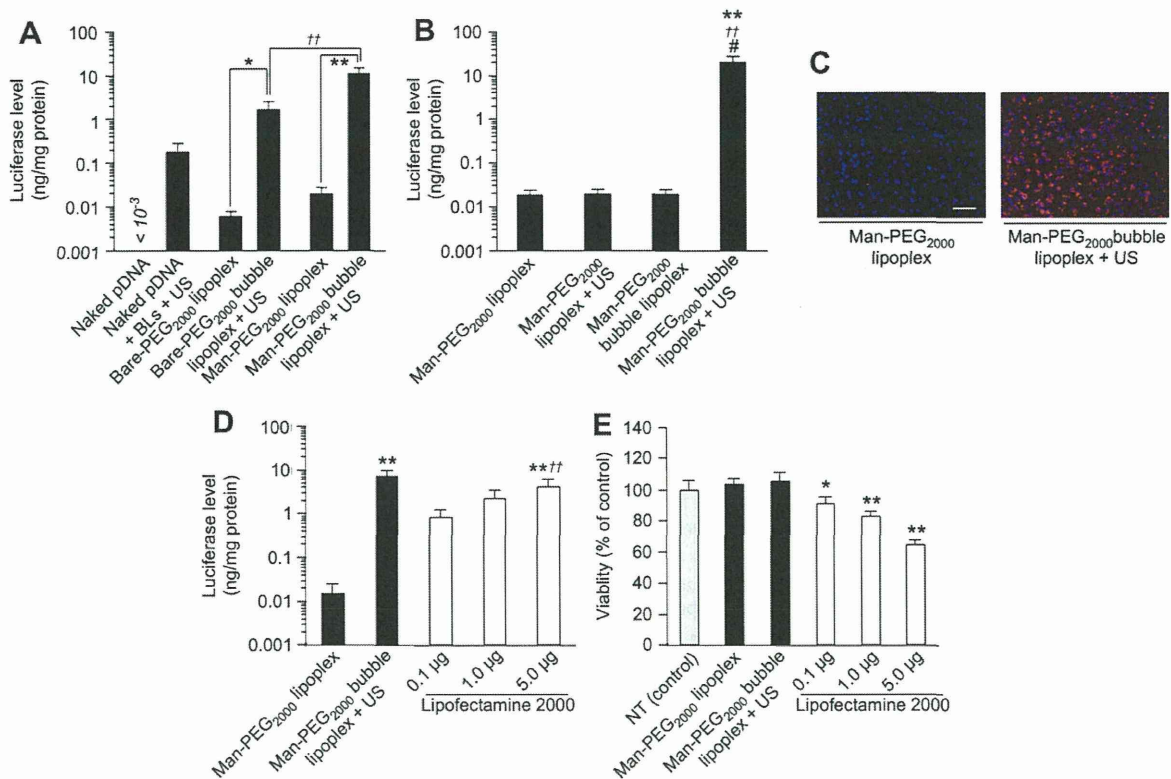 A
Luciferase level
(ng/mg protein)
100
10
1
0.1
0.01
0.001
< 10-3
*
††
**
Naked pDNA
Naked pDNA
+ BLs + US
Bare-PEG2000 lipoplex
Bare-PEG2000 bubble
lipoplex + US
Man-PEG2000 lipoplex
Man-PEG2000 bubble
lipoplex + US
B
Luciferase level
(ng/mg protein)
100
10
1
0.1
0.01
0.001
**
††
#
Man-PEG2000 lipoplex
Man-PEG2000
lipoplex + US
Man-PEG2000
bubble lipoplex
Man-PEG2000 bubble
lipoplex + US
C
Man-PEG2000
lipoplex
Man-PEG2000bubble
lipoplex + US
D
Luciferase level
(ng/mg protein)
100
10
1
0.1
0.01
0.001
**
**††
Man-PEG2000 lipoplex
Man-PEG2000 bubble
lipoplex + US
0.1 µg
1.0 µg
5.0 µg
Lipofectamine 2000
E
Viablity (% of control)
140
120
100
80
60
40
20
0
*
**
**
NT (control)
Man-PEG2000 lipoplex
Man-PEG2000 bubble
lipoplex + US
0.1 µg
1.0 µg
5.0 µg
Lipofectamine 2000